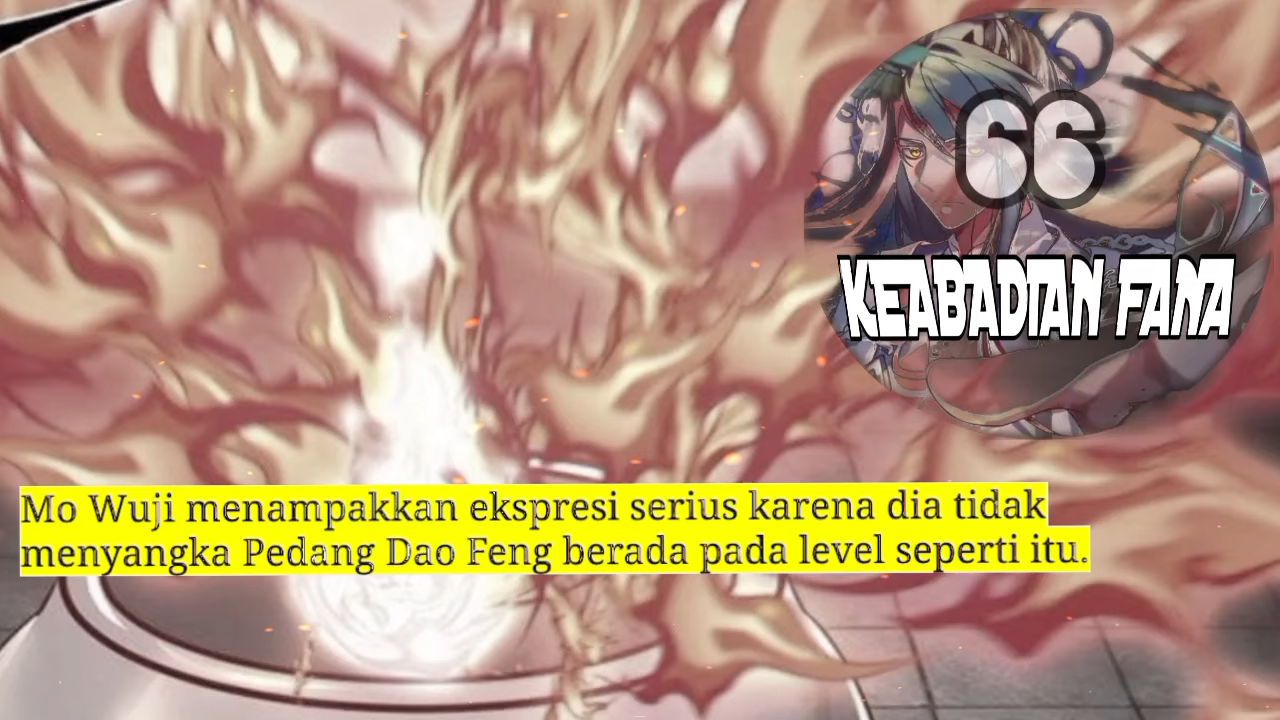 66
KEABADIAN FANA
Mo Wuji menampakkan ekspresi serius karena dia tidak
menyangka Pedang Dao Feng berada pada level seperti itu.